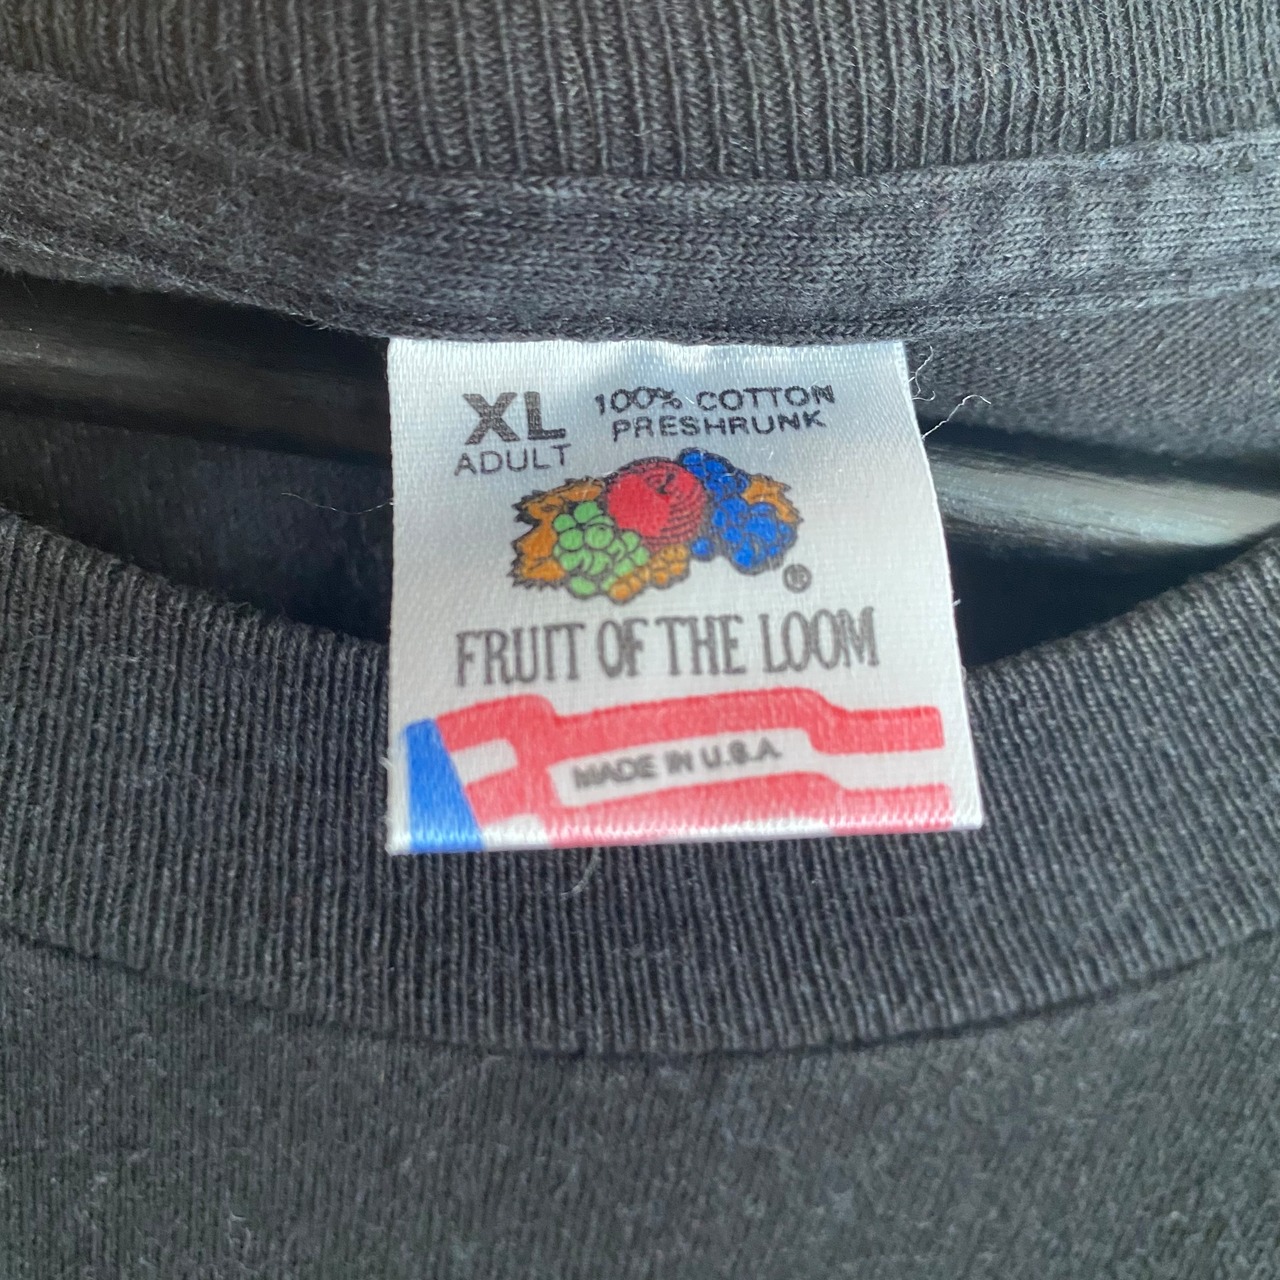 XL
ADULT
100% COTTON
PRESHRUNK
®
FRUIT OF THE LOOM
MADE IN U.S.A.